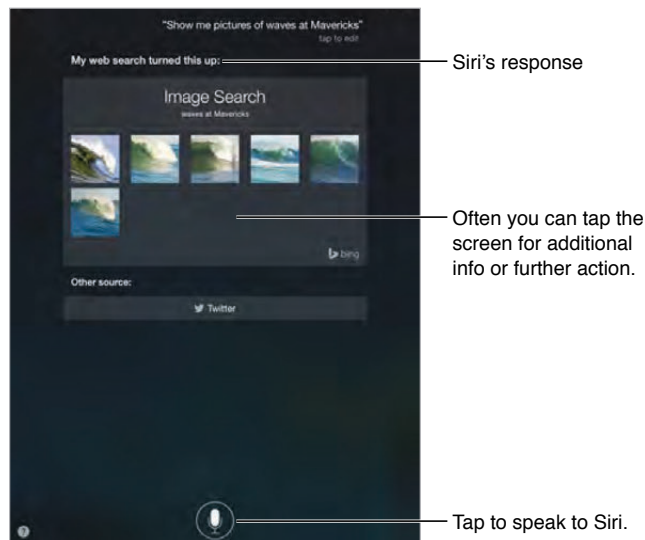 "Show me pictures of waves at Mavericks"
tap to edit
My web search turned this up:
Siri's response
Image Search
waves at Mavericks
Often you can tap the
screen for additional
info or further action.
bing
Other source:
Twitter
Tap to speak to Siri.
?